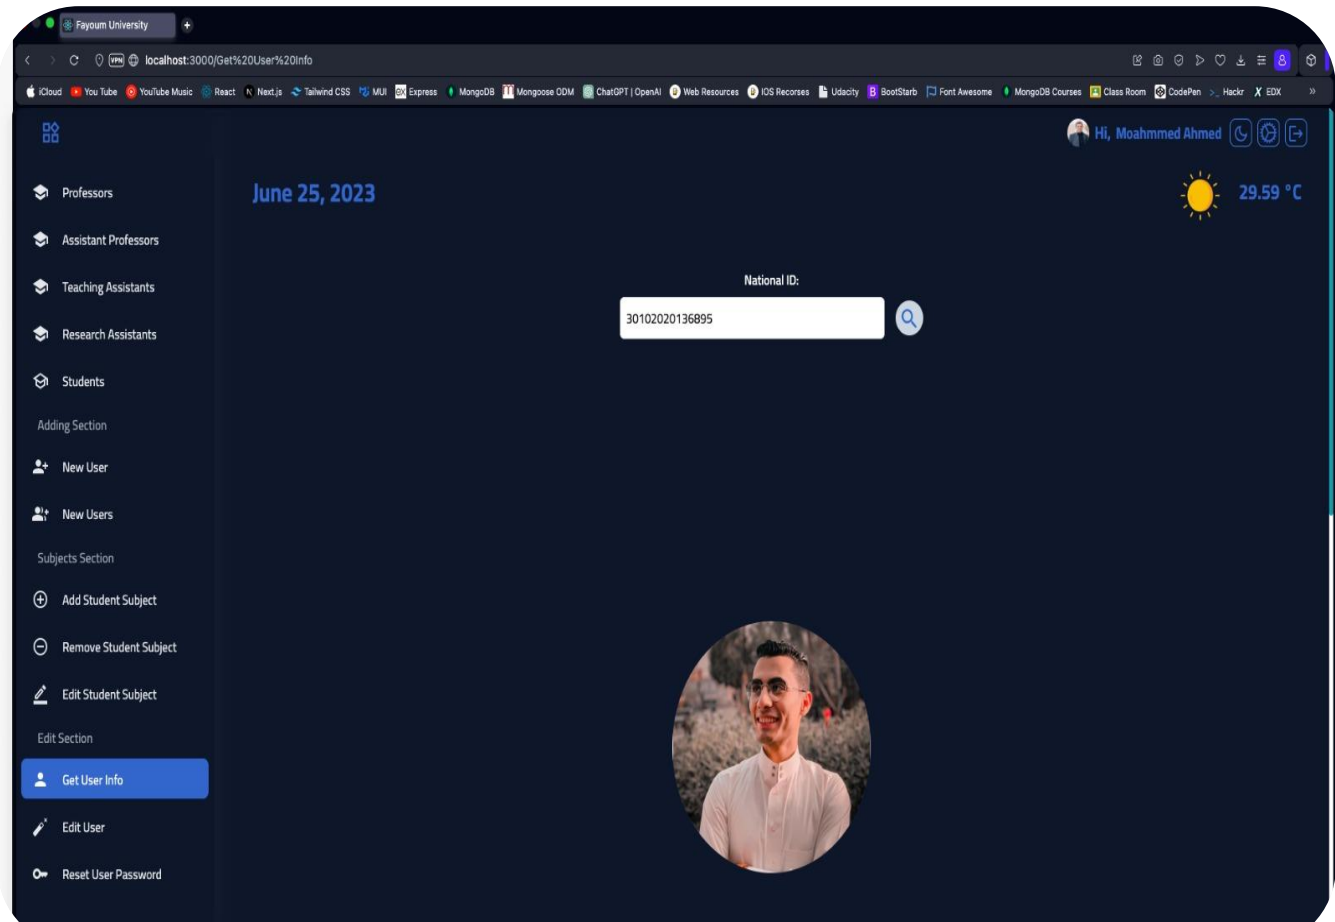 Fayoum University
localhost:3000/Get%20User%20Info
iCloud You Tube YouTube Music React Next.js Tailwind CSS MUI Express MongoDB Mongoose ODM ChatGPT | OpenAI Web Resources IOS Recorses Udacity BootStarb Font Awesome MongoDB Courses Class Room CodePen Hackr EDX
Hi, Moahmmed Ahmed
Professors
June 25, 2023
29.59 °C
Assistant Professors
Teaching Assistants
Research Assistants
Students
Adding Section
New User
New Users
Subjects Section
Add Student Subject
Remove Student Subject
Edit Student Subject
Edit Section
Get User Info
Edit User
Reset User Password
National ID:
30102020136895